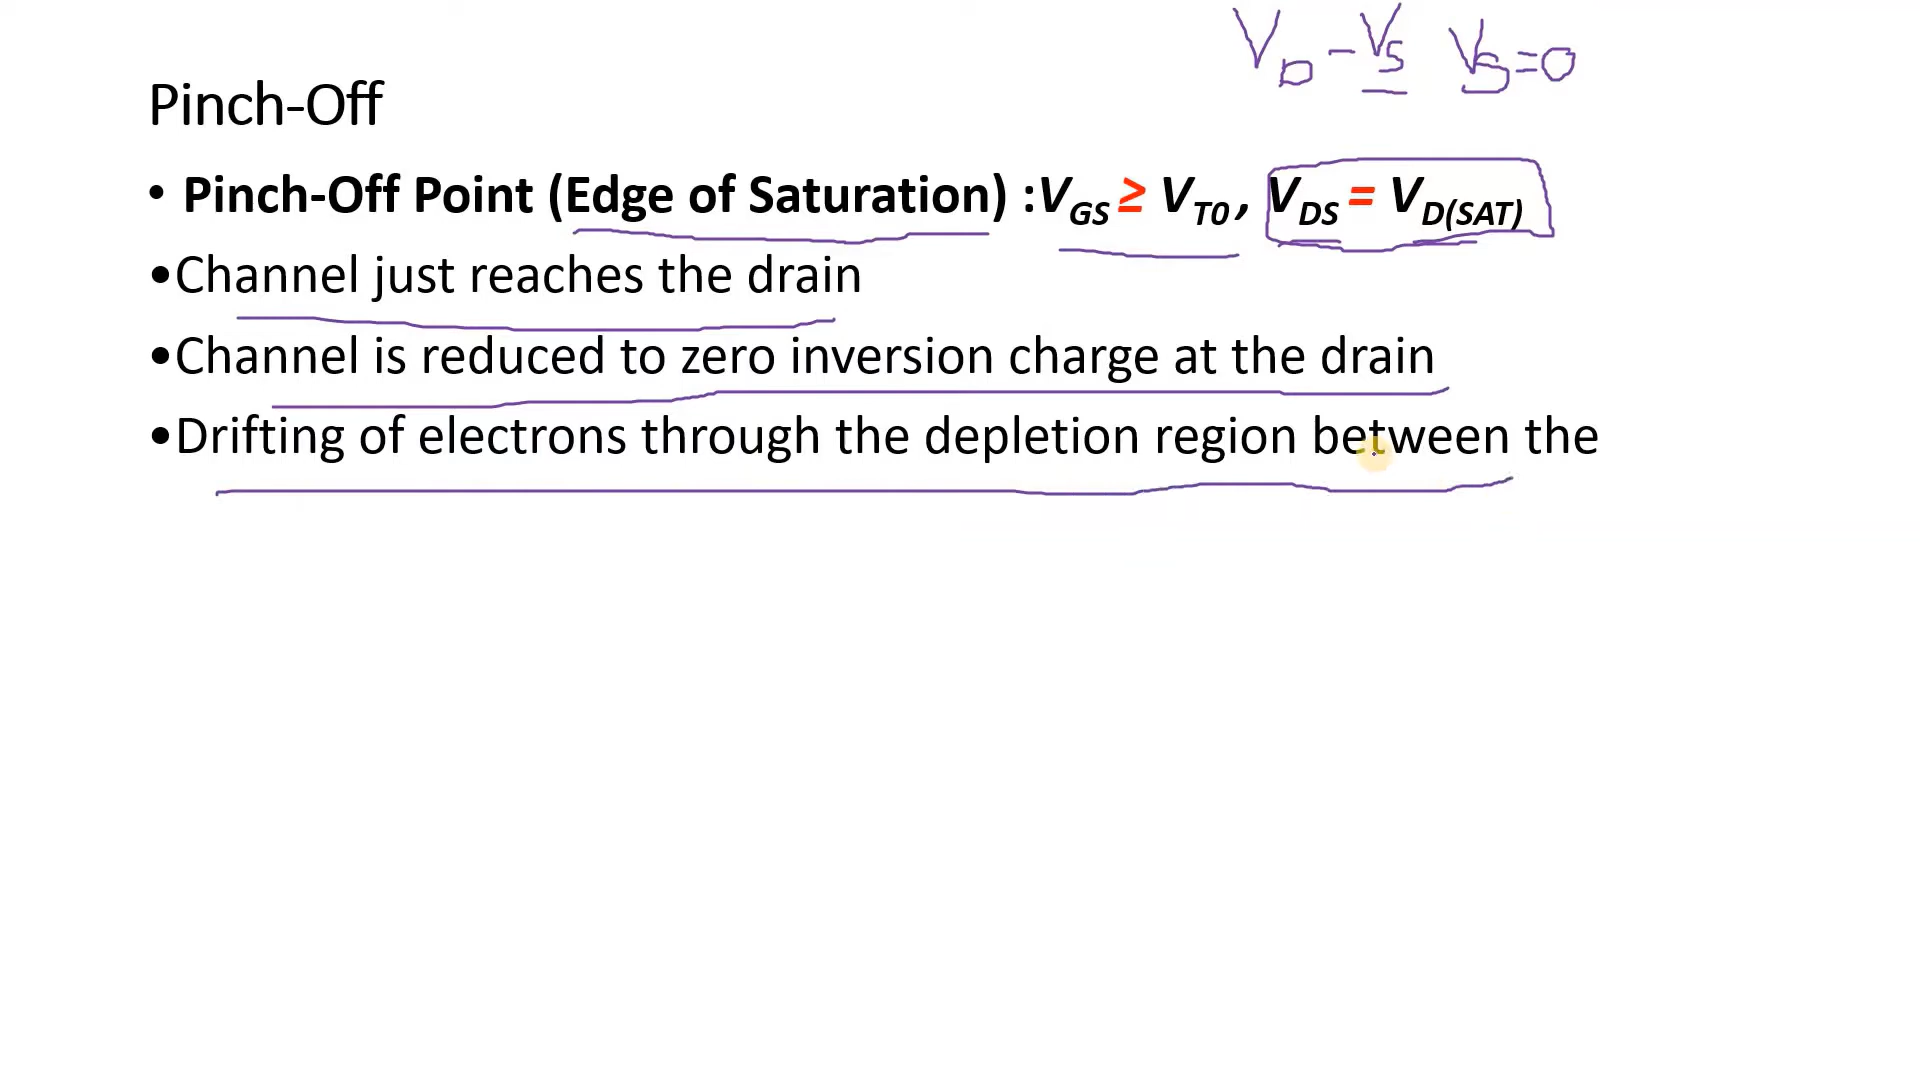 V_D - V_S V_S = 0
Pinch-Off
• Pinch-Off Point (Edge of Saturation) : V_GS ≥ V_T0 , V_DS = V_D(SAT)
•Channel just reaches the drain
•Channel is reduced to zero inversion charge at the drain
•Drifting of electrons through the depletion region between the